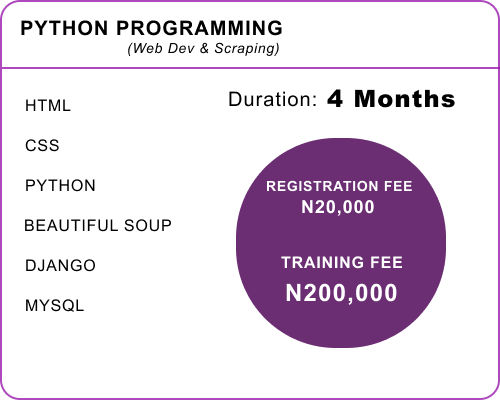 PYTHON PROGRAMMING
(Web Dev & Scraping)
HTML
CSS
PYTHON
BEAUTIFUL SOUP
DJANGO
MYSQL
Duration: 4 Months
REGISTRATION FEE
N20,000
TRAINING FEE
N200,000